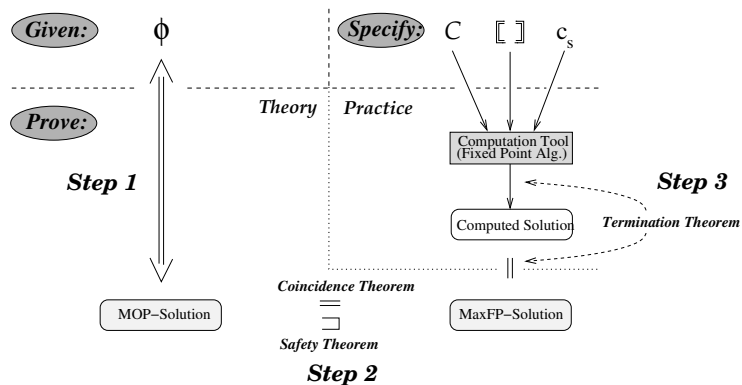 Given:
ϕ
Specify:
C
⟦ ⟧
c_s
Theory
Practice
Prove:
Computation Tool
(Fixed Point Alg.)
Step 1
Step 3
Computed Solution
Termination Theorem
=
Coincidence Theorem
MOP−Solution
=
MaxFP−Solution
⊐
Safety Theorem
Step 2